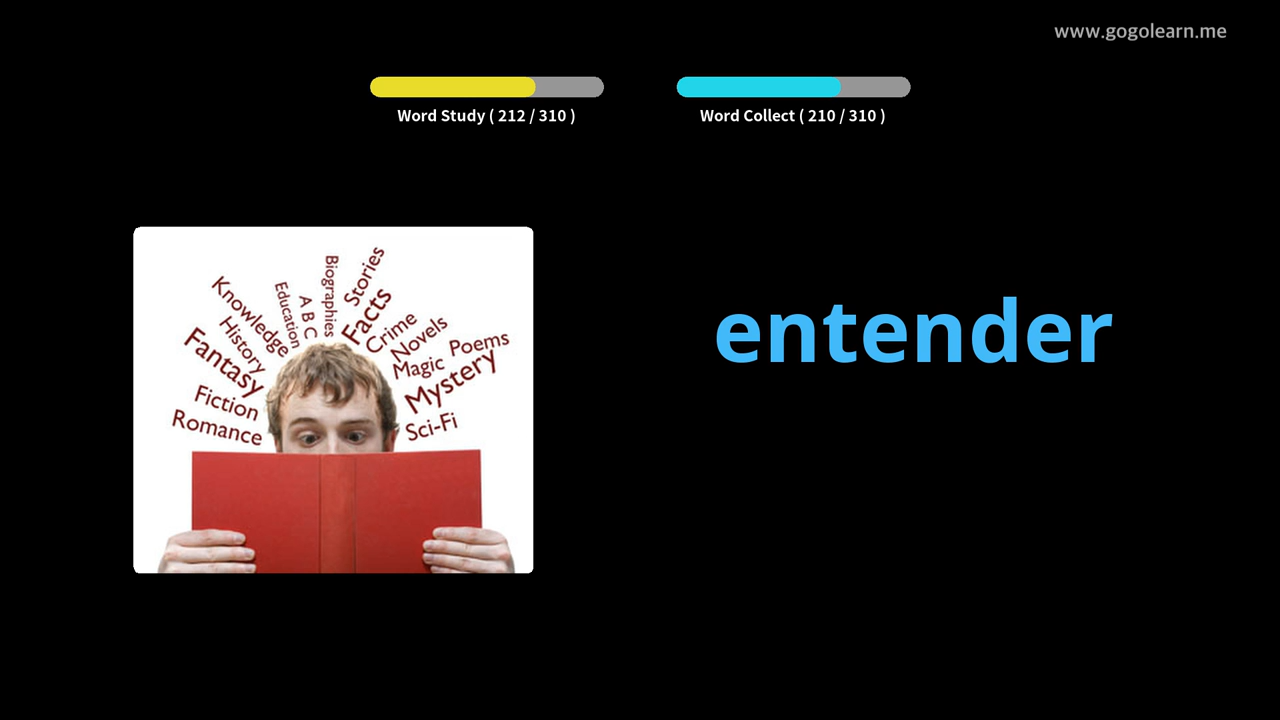 www.gogolearn.me
Word Study ( 212 / 310 )
Word Collect ( 210 / 310 )
Biographies
Stories
Education
A B C
Facts
Knowledge
Crime
History
Novels
Fantasy
Magic
Poems
Mystery
Fiction
Romance
Sci-Fi
entender